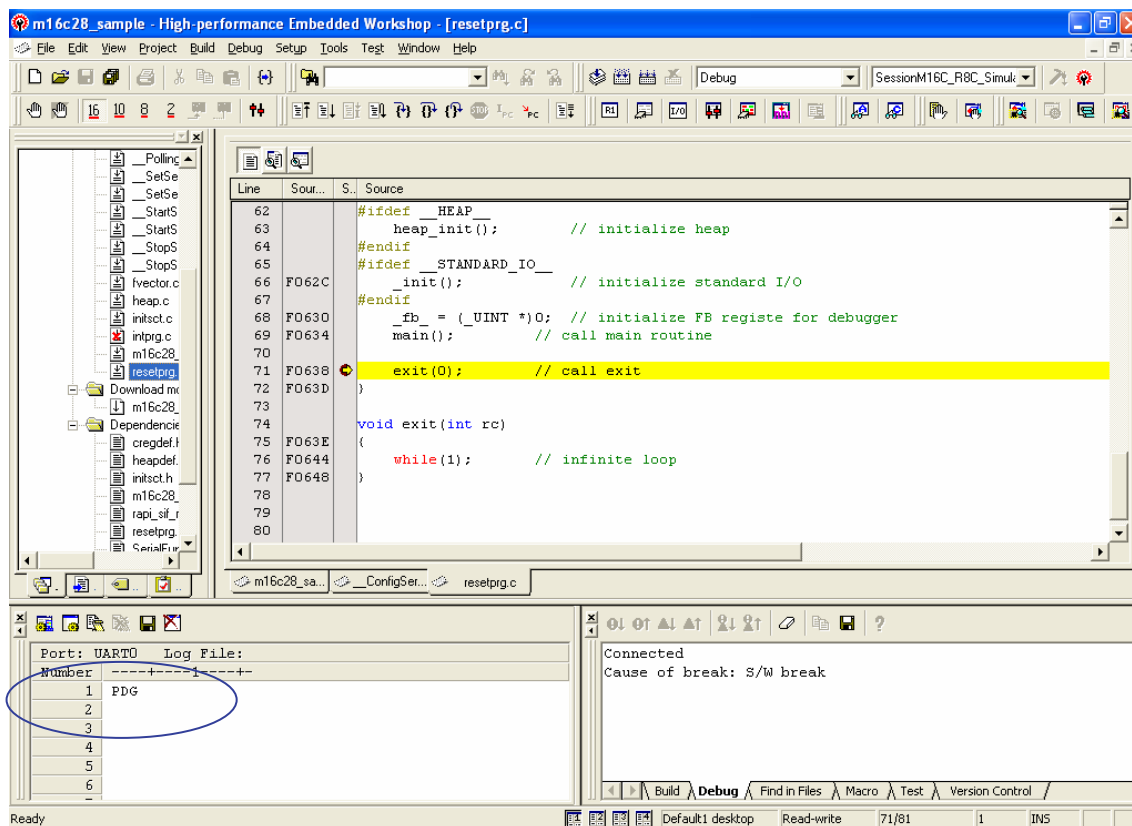 m16c28_sample - High-performance Embedded Workshop - [resetprg.c]
File Edit View Project Build Debug Setup Tools Test Window Help
Debug SessionM16C_R8C_Simula
16 10 8 2
__Polling
__SetSe
__SetSe
__StartS
__StartS
__StopS
__StopS
fvector.c
heap.c
initsct.c
intprg.c
m16c28_
resetprg.
Download mo
m16c28_
Dependencie
cregdef.h
heapdef.
initsct.h
m16c28_
rapi_sif_r
resetprg.
SerialFur
Line Sour... S.. Source
62 #ifdef __HEAP__
63 heap_init(); // initialize heap
64 #endif
65 #ifdef __STANDARD_IO__
66 F062C _init(); // initialize standard I/O
67 #endif
68 F0630 _fb_ = (_UINT *)0; // initialize FB registe for debugger
69 F0634 main(); // call main routine
70
71 F0638 exit(0); // call exit
72 F063D }
73
74 void exit(int rc)
75 F063E {
76 F0644 while(1); // infinite loop
77 F0648 }
78
79
80
m16c28_sa... __ConfigSer... resetprg.c
Port: UART0 Log File:
Number ----+----1----+-
1 PDG
2
3
4
5
6
Connected
Cause of break: S/W break
Build Debug Find in Files Macro Test Version Control
Ready Default1 desktop Read-write 71/81 1 INS